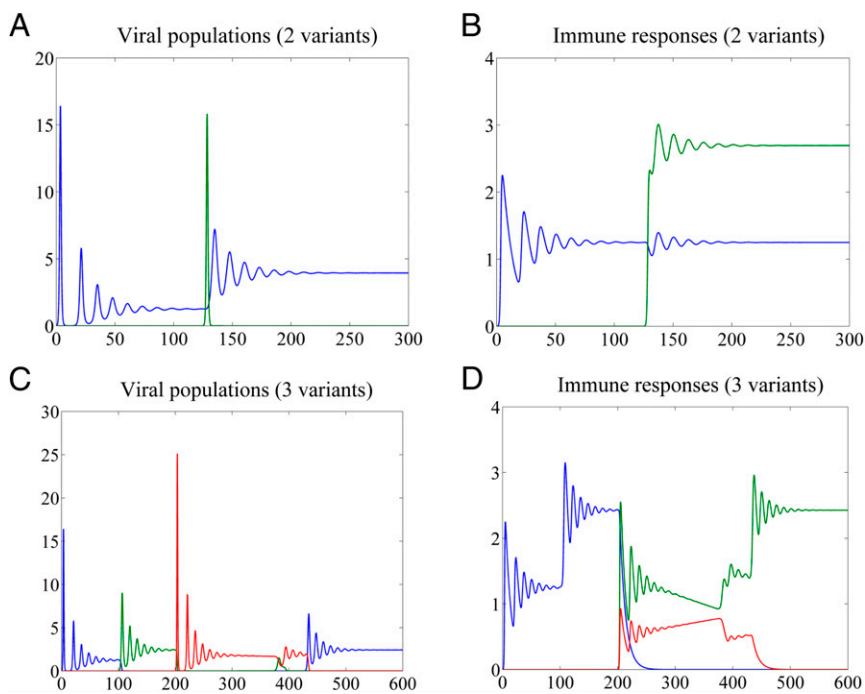 A
Viral populations (2 variants)
20
15
10
5
0
0 50 100 150 200 250 300
B
Immune responses (2 variants)
4
3
2
1
0
0 50 100 150 200 250 300
C
Viral populations (3 variants)
30
25
20
15
10
5
0
0 100 200 300 400 500 600
D
Immune responses (3 variants)
4
3
2
1
0
0 100 200 300 400 500 600